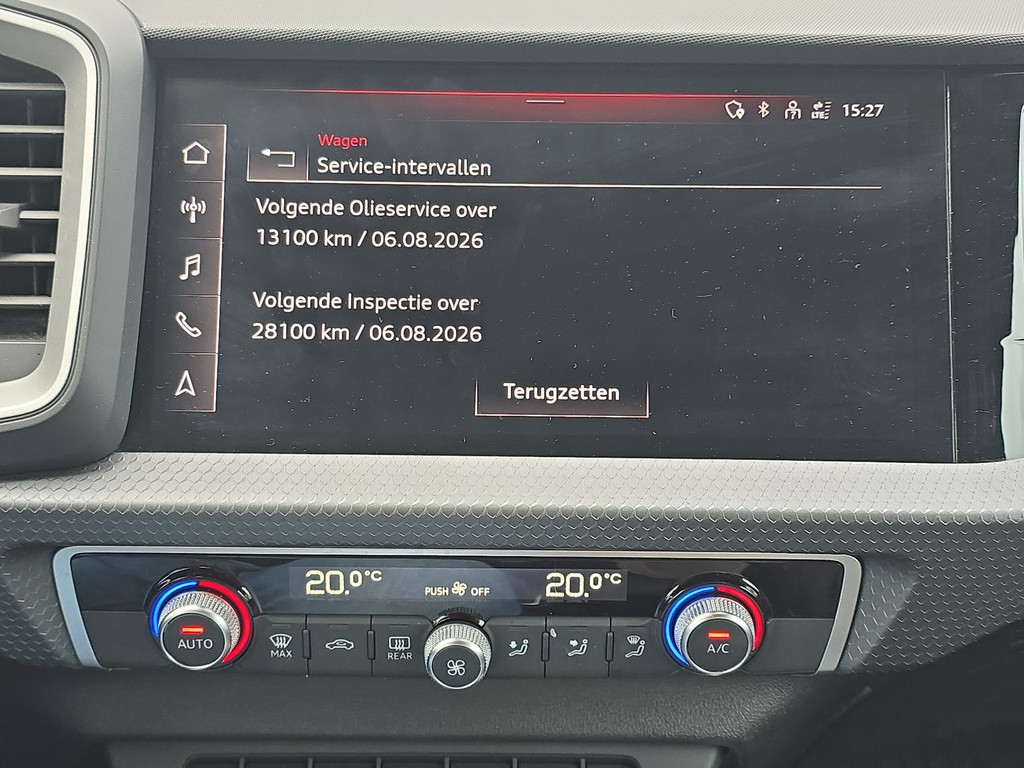 15:27
Wagen
Service-intervallen
Volgende Olieservice over
13100 km / 06.08.2026
Volgende Inspectie over
28100 km / 06.08.2026
Terugzetten
20.0°C
PUSH OFF
20.0°C
AUTO
MAX
REAR
A/C